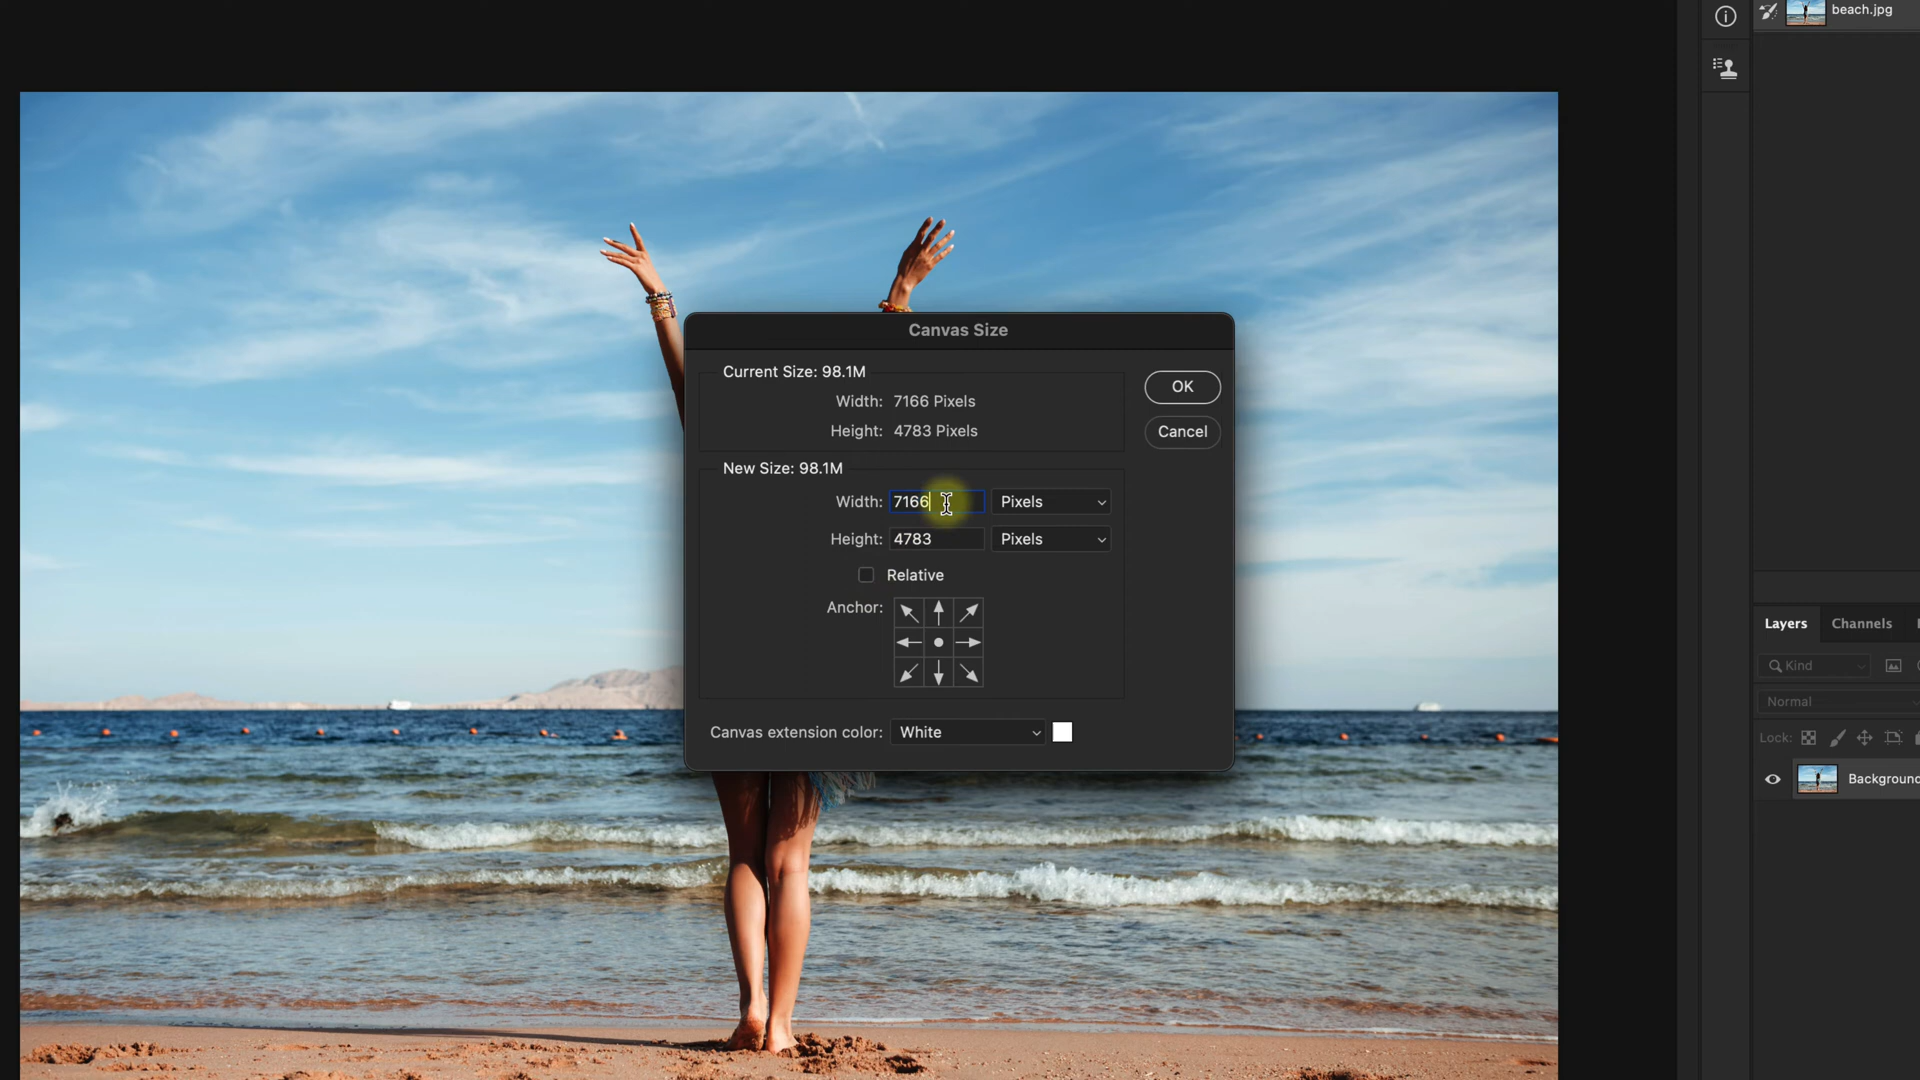 beach.jpg
Canvas Size
Current Size: 98.1M
Width: 7166 Pixels
Height: 4783 Pixels
OK
Cancel
New Size: 98.1M
Width: 7166 Pixels
Height: 4783 Pixels
Relative
Anchor:
Canvas extension color: White
Layers Channels
Kind
Normal
Lock:
Background